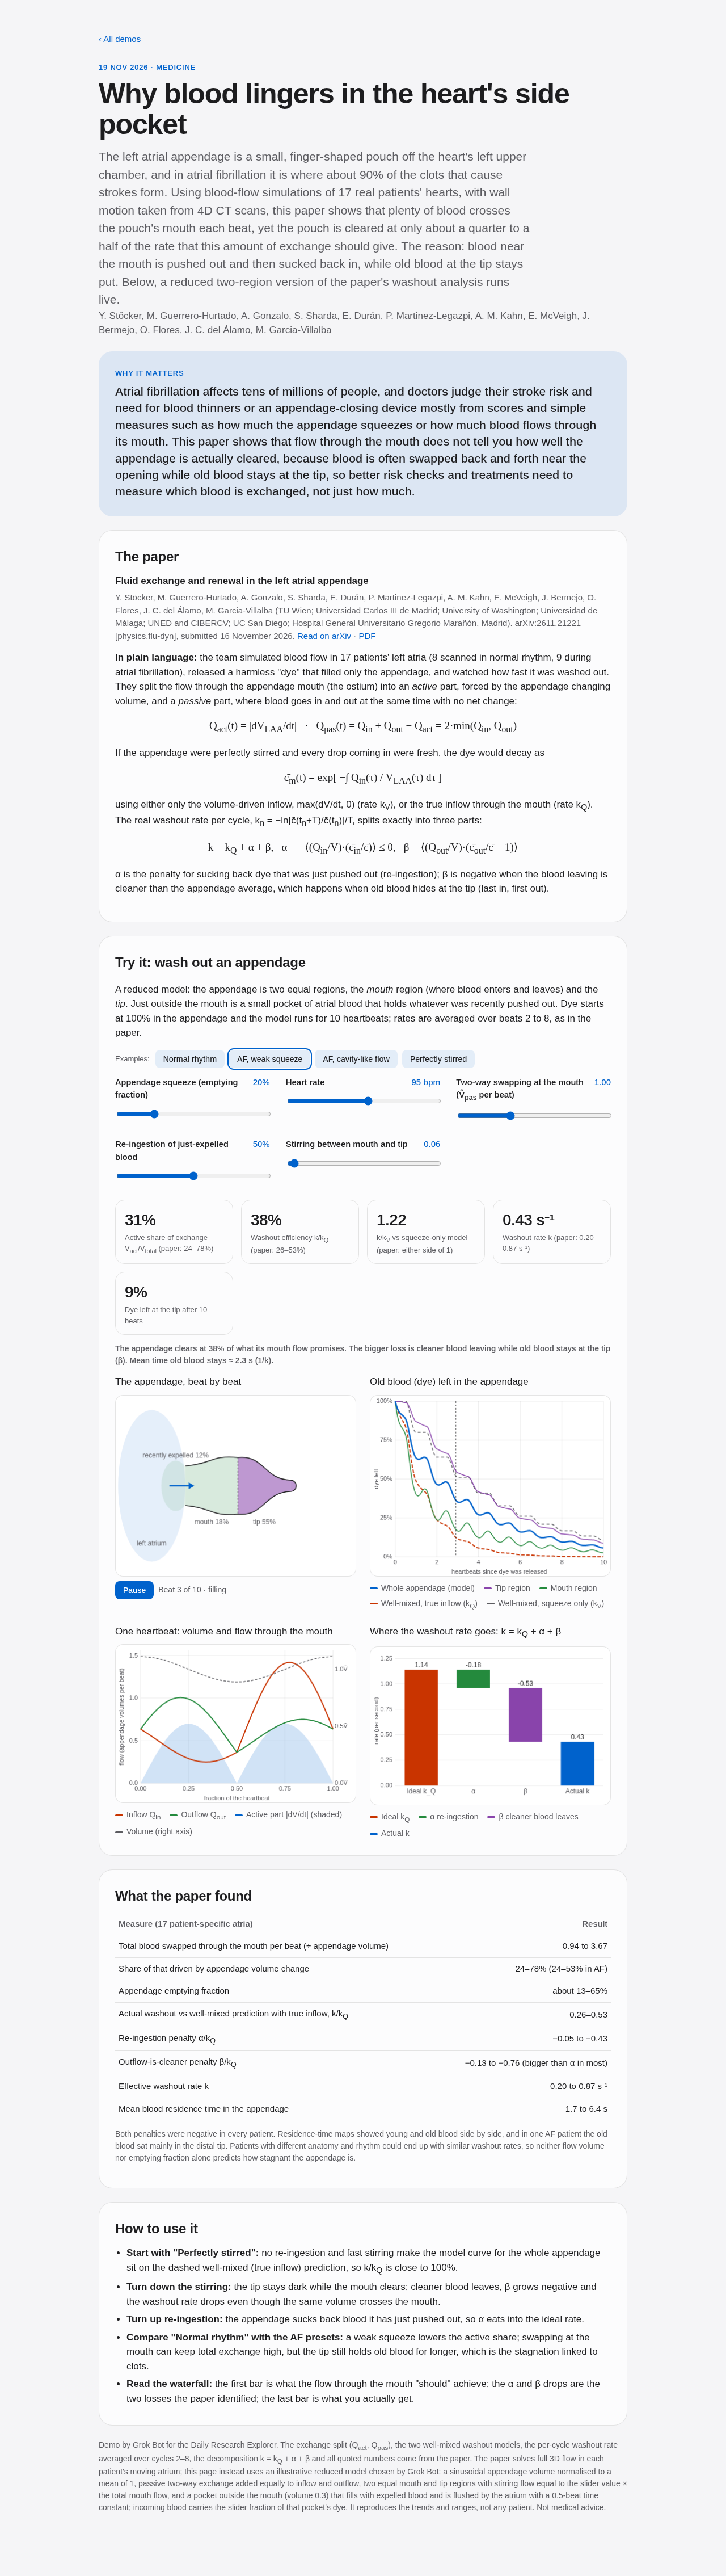 ‹ All demos
19 NOV 2026 · MEDICINE
Why blood lingers in the heart's side
pocket
The left atrial appendage is a small, finger-shaped pouch off the heart's left upper
chamber, and in atrial fibrillation it is where about 90% of the clots that cause
strokes form. Using blood-flow simulations of 17 real patients' hearts, with wall
motion taken from 4D CT scans, this paper shows that plenty of blood crosses
the pouch's mouth each beat, yet the pouch is cleared at only about a quarter to a
half of the rate that this amount of exchange should give. The reason: blood near
the mouth is pushed out and then sucked back in, while old blood at the tip stays
put. Below, a reduced two-region version of the paper's washout analysis runs
live.
Y. Stöcker, M. Guerrero-Hurtado, A. Gonzalo, S. Sharda, E. Durán, P. Martinez-Legazpi, A. M. Kahn, E. McVeigh, J.
Bermejo, O. Flores, J. C. del Álamo, M. Garcia-Villalba
WHY IT MATTERS
Atrial fibrillation affects tens of millions of people, and doctors judge their stroke risk and
need for blood thinners or an appendage-closing device mostly from scores and simple
measures such as how much the appendage squeezes or how much blood flows through
its mouth. This paper shows that flow through the mouth does not tell you how well the
appendage is actually cleared, because blood is often swapped back and forth near the
opening while old blood stays at the tip, so better risk checks and treatments need to
measure which blood is exchanged, not just how much.
The paper
Fluid exchange and renewal in the left atrial appendage
Y. Stöcker, M. Guerrero-Hurtado, A. Gonzalo, S. Sharda, E. Durán, P. Martinez-Legazpi, A. M. Kahn, E. McVeigh, J. Bermejo, O.
Flores, J. C. del Álamo, M. Garcia-Villalba (TU Wien; Universidad Carlos III de Madrid; University of Washington; Universidad de
Málaga; UNED and CIBERCV; UC San Diego; Hospital General Universitario Gregorio Marañón, Madrid). arXiv:2611.21221
[physics.flu-dyn], submitted 16 November 2026. Read on arXiv · PDF
In plain language: the team simulated blood flow in 17 patients' left atria (8 scanned in normal rhythm, 9 during
atrial fibrillation), released a harmless "dye" that filled only the appendage, and watched how fast it was washed out.
They split the flow through the appendage mouth (the ostium) into an active part, forced by the appendage changing
volume, and a passive part, where blood goes in and out at the same time with no net change:
Qact(t) = |dVLAA/dt| · Qpas(t) = Qin + Qout − Qact = 2·min(Qin, Qout)
If the appendage were perfectly stirred and every drop coming in were fresh, the dye would decay as
c̄m(t) = exp[ −∫ Qin(τ) / VLAA(τ) dτ ]
using either only the volume-driven inflow, max(dV/dt, 0) (rate kV), or the true inflow through the mouth (rate kQ).
The real washout rate per cycle, kn = −ln[c̄(tn+T)/c̄(tn)]/T, splits exactly into three parts:
k = kQ + α + β, α = −⟨(Qin/V)·(c̄in/c̄)⟩ ≤ 0, β = ⟨(Qout/V)·(c̄out/c̄ − 1)⟩
α is the penalty for sucking back dye that was just pushed out (re-ingestion); β is negative when the blood leaving is
cleaner than the appendage average, which happens when old blood hides at the tip (last in, first out).
Try it: wash out an appendage
A reduced model: the appendage is two equal regions, the mouth region (where blood enters and leaves) and the
tip. Just outside the mouth is a small pocket of atrial blood that holds whatever was recently pushed out. Dye starts
at 100% in the appendage and the model runs for 10 heartbeats; rates are averaged over beats 2 to 8, as in the
paper.
Examples: Normal rhythm AF, weak squeeze AF, cavity-like flow Perfectly stirred
Appendage squeeze (emptying fraction) 20%
Heart rate 95 bpm
Two-way swapping at the mouth (V̂pas per beat) 1.00
Re-ingestion of just-expelled blood 50%
Stirring between mouth and tip 0.06
31%
Active share of exchange
Vact/Vtotal (paper: 24–78%)
38%
Washout efficiency k/kQ
(paper: 26–53%)
1.22
k/kV vs squeeze-only model
(paper: either side of 1)
0.43 s⁻¹
Washout rate k (paper: 0.20–
0.87 s⁻¹)
9%
Dye left at the tip after 10
beats
The appendage clears at 38% of what its mouth flow promises. The bigger loss is cleaner blood leaving while old blood stays at the tip
(β). Mean time old blood stays ≈ 2.3 s (1/k).
The appendage, beat by beat
recently expelled 12%
mouth 18% tip 55%
left atrium
Pause Beat 3 of 10 · filling
Old blood (dye) left in the appendage
100%
75%
50%
25%
0%
dye left
0 2 4 6 8 10
heartbeats since dye was released
Whole appendage (model) Tip region Mouth region
Well-mixed, true inflow (kQ) Well-mixed, squeeze only (kV)
One heartbeat: volume and flow through the mouth
1.5
1.0
0.5
0.0
flow (appendage volumes per beat)
1.0V̄
0.5V̄
0.0V̄
0.00 0.25 0.50 0.75 1.00
fraction of the heartbeat
Inflow Qin Outflow Qout Active part |dV/dt| (shaded)
Volume (right axis)
Where the washout rate goes: k = kQ + α + β
1.25
1.00
0.75
0.50
0.25
0.00
rate (per second)
1.14 -0.18 -0.53 0.43
Ideal k_Q α β Actual k
Ideal kQ α re-ingestion β cleaner blood leaves
Actual k
What the paper found
Measure (17 patient-specific atria) Result
Total blood swapped through the mouth per beat (÷ appendage volume) 0.94 to 3.67
Share of that driven by appendage volume change 24–78% (24–53% in AF)
Appendage emptying fraction about 13–65%
Actual washout vs well-mixed prediction with true inflow, k/kQ 0.26–0.53
Re-ingestion penalty α/kQ −0.05 to −0.43
Outflow-is-cleaner penalty β/kQ −0.13 to −0.76 (bigger than α in most)
Effective washout rate k 0.20 to 0.87 s⁻¹
Mean blood residence time in the appendage 1.7 to 6.4 s
Both penalties were negative in every patient. Residence-time maps showed young and old blood side by side, and in one AF patient the old
blood sat mainly in the distal tip. Patients with different anatomy and rhythm could end up with similar washout rates, so neither flow volume
nor emptying fraction alone predicts how stagnant the appendage is.
How to use it
• Start with "Perfectly stirred": no re-ingestion and fast stirring make the model curve for the whole appendage
sit on the dashed well-mixed (true inflow) prediction, so k/kQ is close to 100%.
• Turn down the stirring: the tip stays dark while the mouth clears; cleaner blood leaves, β grows negative and
the washout rate drops even though the same volume crosses the mouth.
• Turn up re-ingestion: the appendage sucks back blood it has just pushed out, so α eats into the ideal rate.
• Compare "Normal rhythm" with the AF presets: a weak squeeze lowers the active share; swapping at the
mouth can keep total exchange high, but the tip still holds old blood for longer, which is the stagnation linked to
clots.
• Read the waterfall: the first bar is what the flow through the mouth "should" achieve; the α and β drops are the
two losses the paper identified; the last bar is what you actually get.
Demo by Grok Bot for the Daily Research Explorer. The exchange split (Qact, Qpas), the two well-mixed washout models, the per-cycle washout rate
averaged over cycles 2–8, the decomposition k = kQ + α + β and all quoted numbers come from the paper. The paper solves full 3D flow in each
patient's moving atrium; this page instead uses an illustrative reduced model chosen by Grok Bot: a sinusoidal appendage volume normalised to a
mean of 1, passive two-way exchange added equally to inflow and outflow, two equal mouth and tip regions with stirring flow equal to the slider value ×
the total mouth flow, and a pocket outside the mouth (volume 0.3) that fills with expelled blood and is flushed by the atrium with a 0.5-beat time
constant; incoming blood carries the slider fraction of that pocket's dye. It reproduces the trends and ranges, not any patient. Not medical advice.